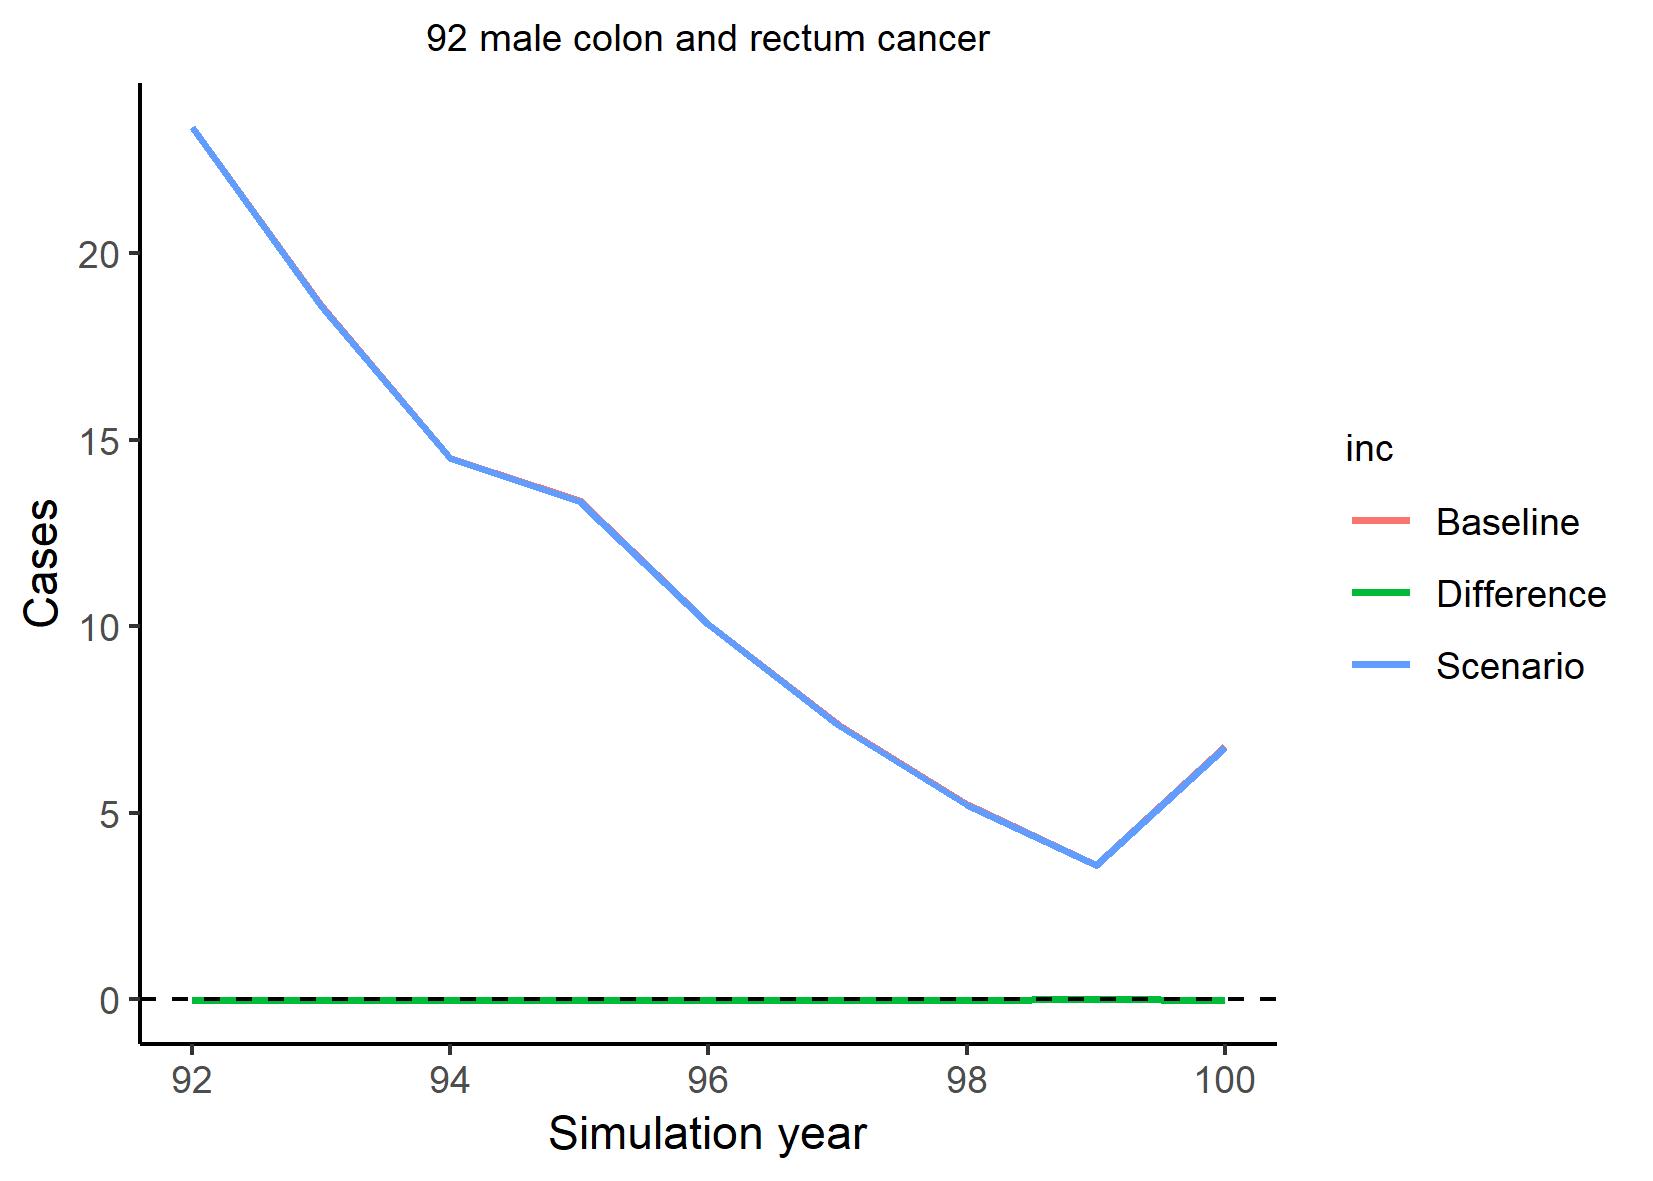 92 male colon and rectum cancer
Cases
20
15
10
5
0
92 94 96 98 100
Simulation year
inc
Baseline
Difference
Scenario